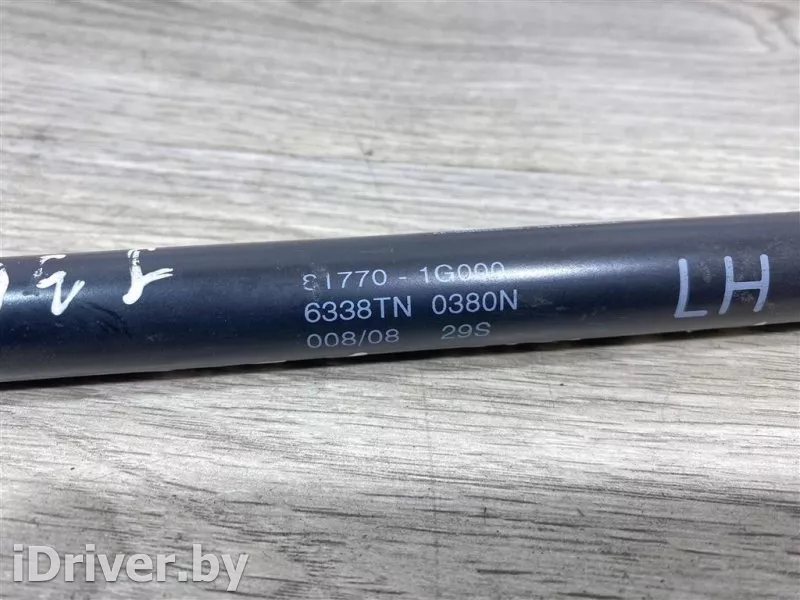 81770 - 1G000
6338TN 0380N
008/08 29S
LH
iDriver.by